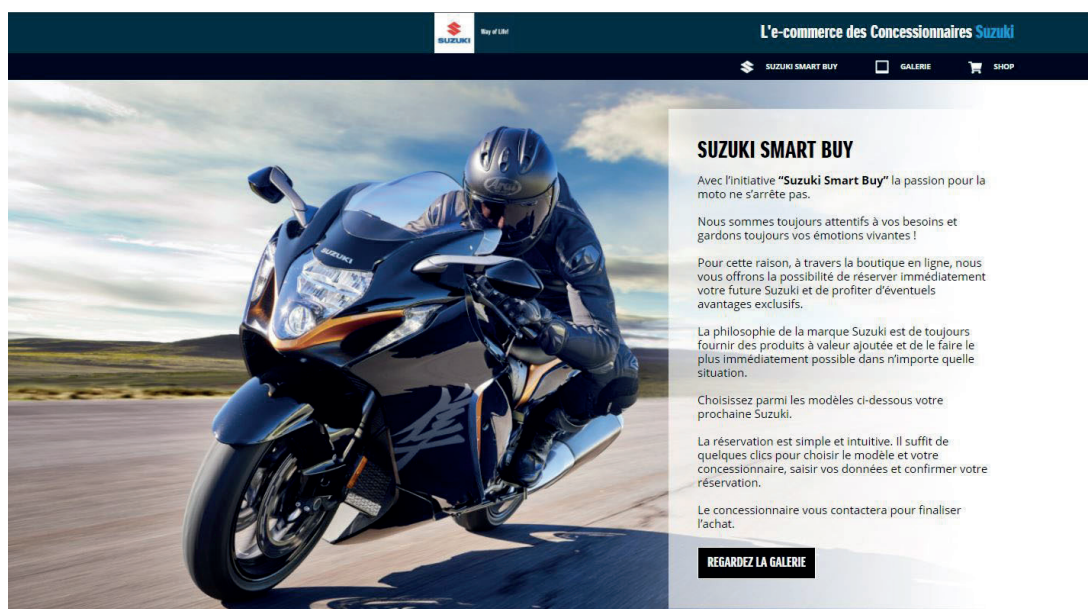 SUZUKI
Way of Life!
L'e-commerce des Concessionnaires Suzuki
SUZUKI SMART BUY
GALERIE
SHOP
Arai
SUZUKI
SUZUKI SMART BUY
Avec l'initiative “Suzuki Smart Buy” la passion pour la
moto ne s'arrête pas.
Nous sommes toujours attentifs à vos besoins et
gardons toujours vos émotions vivantes !
Pour cette raison, à travers la boutique en ligne, nous
vous offrons la possibilité de réserver immédiatement
votre future Suzuki et de profiter d'éventuels
avantages exclusifs.
La philosophie de la marque Suzuki est de toujours
fournir des produits à valeur ajoutée et de le faire le
plus immédiatement possible dans n'importe quelle
situation.
Choisissez parmi les modèles ci-dessous votre
prochaine Suzuki.
La réservation est simple et intuitive. Il suffit de
quelques clics pour choisir le modèle et votre
concessionnaire, saisir vos données et confirmer votre
réservation.
Le concessionnaire vous contactera pour finaliser
l'achat.
REGARDEZ LA GALERIE